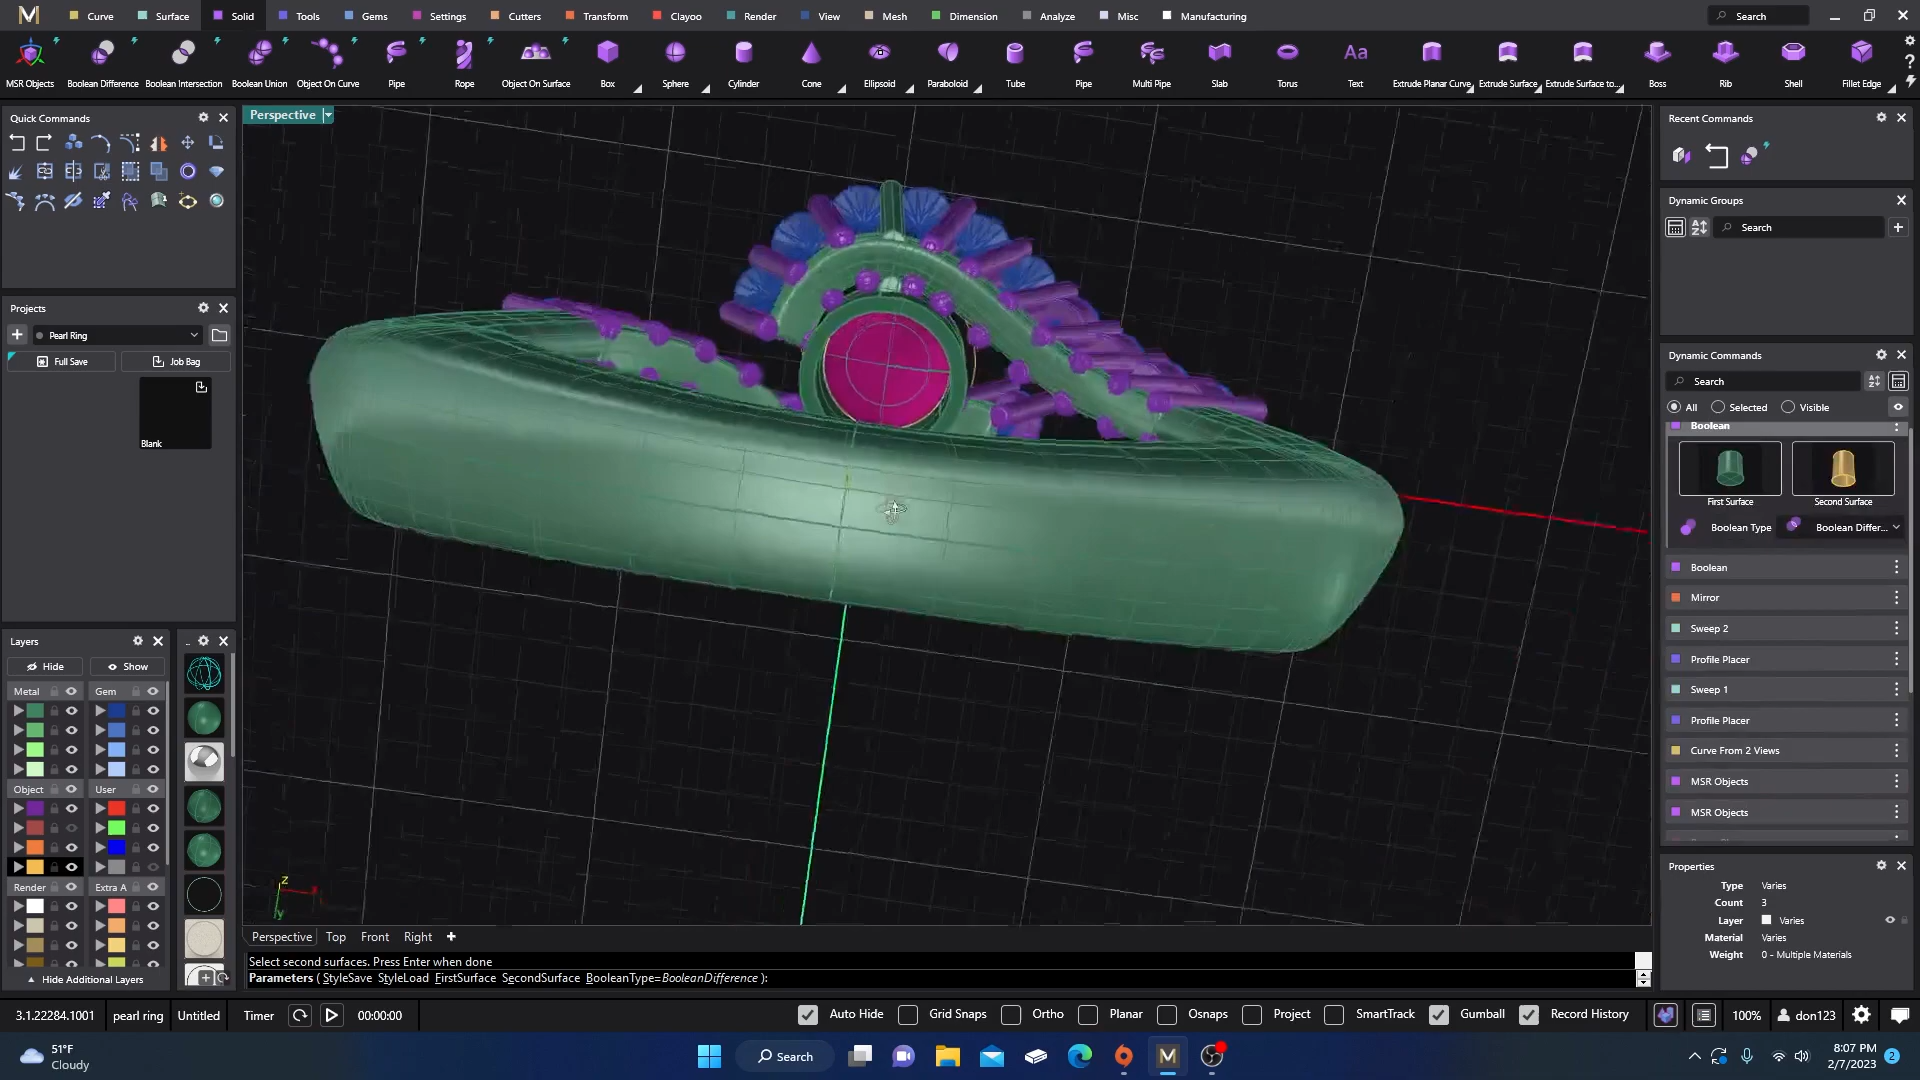 Curve Surface Solid Tools Gems Settings Cutters Transform Clayoo Render View Mesh Dimension Analyze Misc Manufacturing Search
MSR Objects Boolean Difference Boolean Intersection Boolean Union Object On Curve Pipe Rope Object On Surface Box Sphere Cylinder Cone Ellipsoid Paraboloid Tube Pipe Multi Pipe Slab Torus Text Extrude Planar Curve Extrude Surface Extrude Surface to... Boss Rib Shell Fillet Edge
Aa
Quick Commands
Perspective
Recent Commands
Dynamic Groups
Search
Projects
Pearl Ring
Full Save Job Bag
Blank
Dynamic Commands
Search
All Selected Visible
Boolean
First Surface Second Surface
Boolean Type Boolean Differ...
Boolean
Mirror
Sweep 2
Profile Placer
Sweep 1
Profile Placer
Curve From 2 Views
MSR Objects
MSR Objects
Layers
Hide Show
Metal Gem
Object User
Render Extra A
Hide Additional Layers
Properties
Type Varies
Count 3
Layer Varies
Material Varies
Weight 0 - Multiple Materials
z
y
Perspective Top Front Right
Select second surfaces. Press Enter when done
Parameters ( StyleSave StyleLoad FirstSurface SecondSurface BooleanType=BooleanDifference ):
3.1.22284.1001 pearl ring Untitled Timer 00:00:00 Auto Hide Grid Snaps Ortho Planar Osnaps Project SmartTrack Gumball Record History 100% don123
51°F
Cloudy
Search
8:07 PM
2/7/2023
2